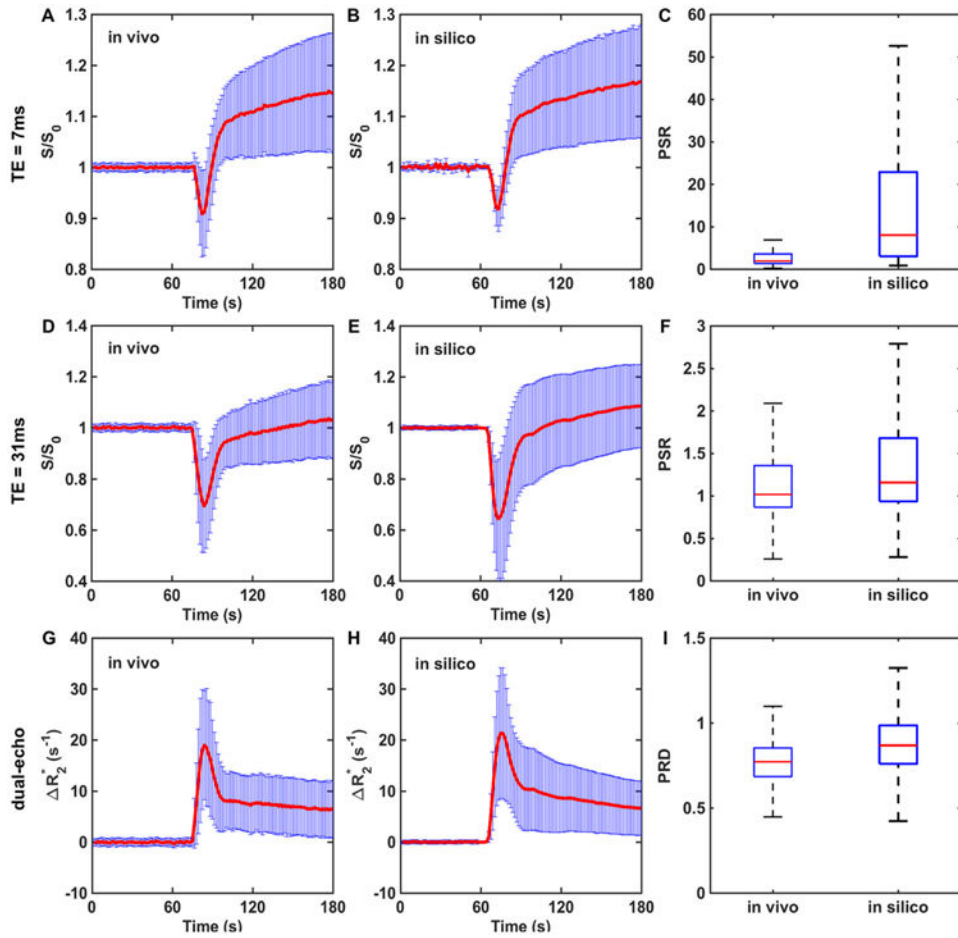 A
in vivo
1.3
1.2
1.1
1
0.9
0.8
0
60
120
180
S/S0
Time (s)
TE = 7ms
B
in silico
1.3
1.2
1.1
1
0.9
0.8
0
60
120
180
S/S0
Time (s)
C
60
50
40
30
20
10
0
PSR
in vivo
in silico
D
in vivo
1.4
1.2
1
0.8
0.6
0.4
0
60
120
180
S/S0
Time (s)
TE = 31ms
E
in silico
1.4
1.2
1
0.8
0.6
0.4
0
60
120
180
S/S0
Time (s)
F
3
2.5
2
1.5
1
0.5
0
PSR
in vivo
in silico
G
in vivo
40
30
20
10
0
-10
0
60
120
180
ΔR2* (s-1)
Time (s)
dual-echo
H
in silico
40
30
20
10
0
-10
0
60
120
180
ΔR2* (s-1)
Time (s)
I
1.5
1
0.5
0
PRD
in vivo
in silico